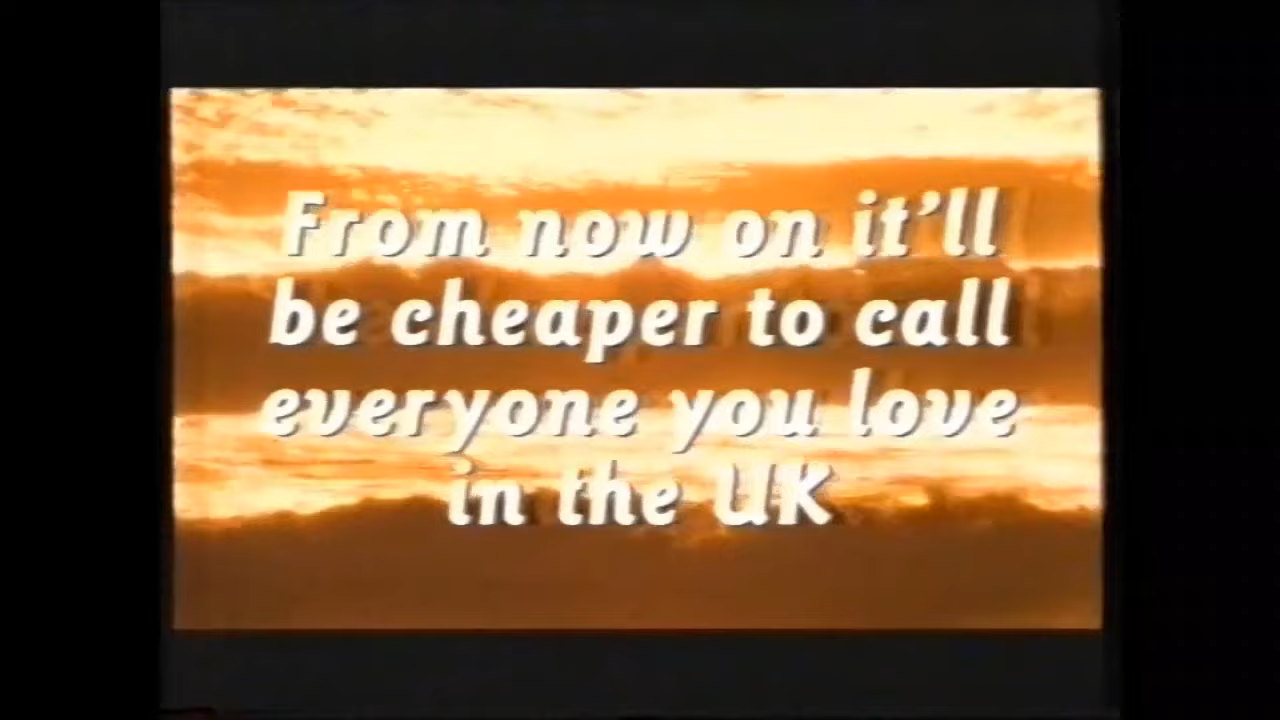 From now on it'll
be cheaper to call
everyone you love
in the UK